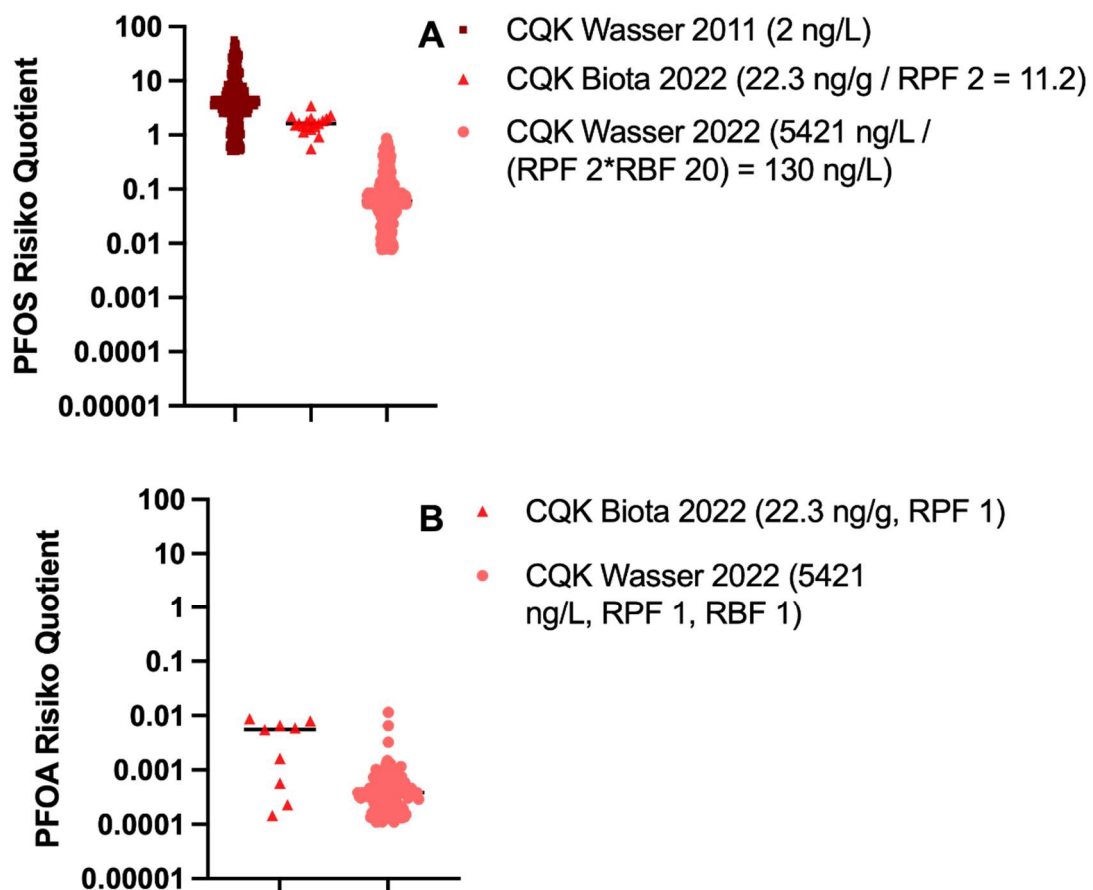 A
CQK Wasser 2011 (2 ng/L)
CQK Biota 2022 (22.3 ng/g / RPF 2 = 11.2)
CQK Wasser 2022 (5421 ng/L /
(RPF 2*RBF 20) = 130 ng/L)
PFOS Risiko Quotient
100
10
1
0.1
0.01
0.001
0.0001
0.00001
B
CQK Biota 2022 (22.3 ng/g, RPF 1)
CQK Wasser 2022 (5421
ng/L, RPF 1, RBF 1)
PFOA Risiko Quotient
100
10
1
0.1
0.01
0.001
0.0001
0.00001